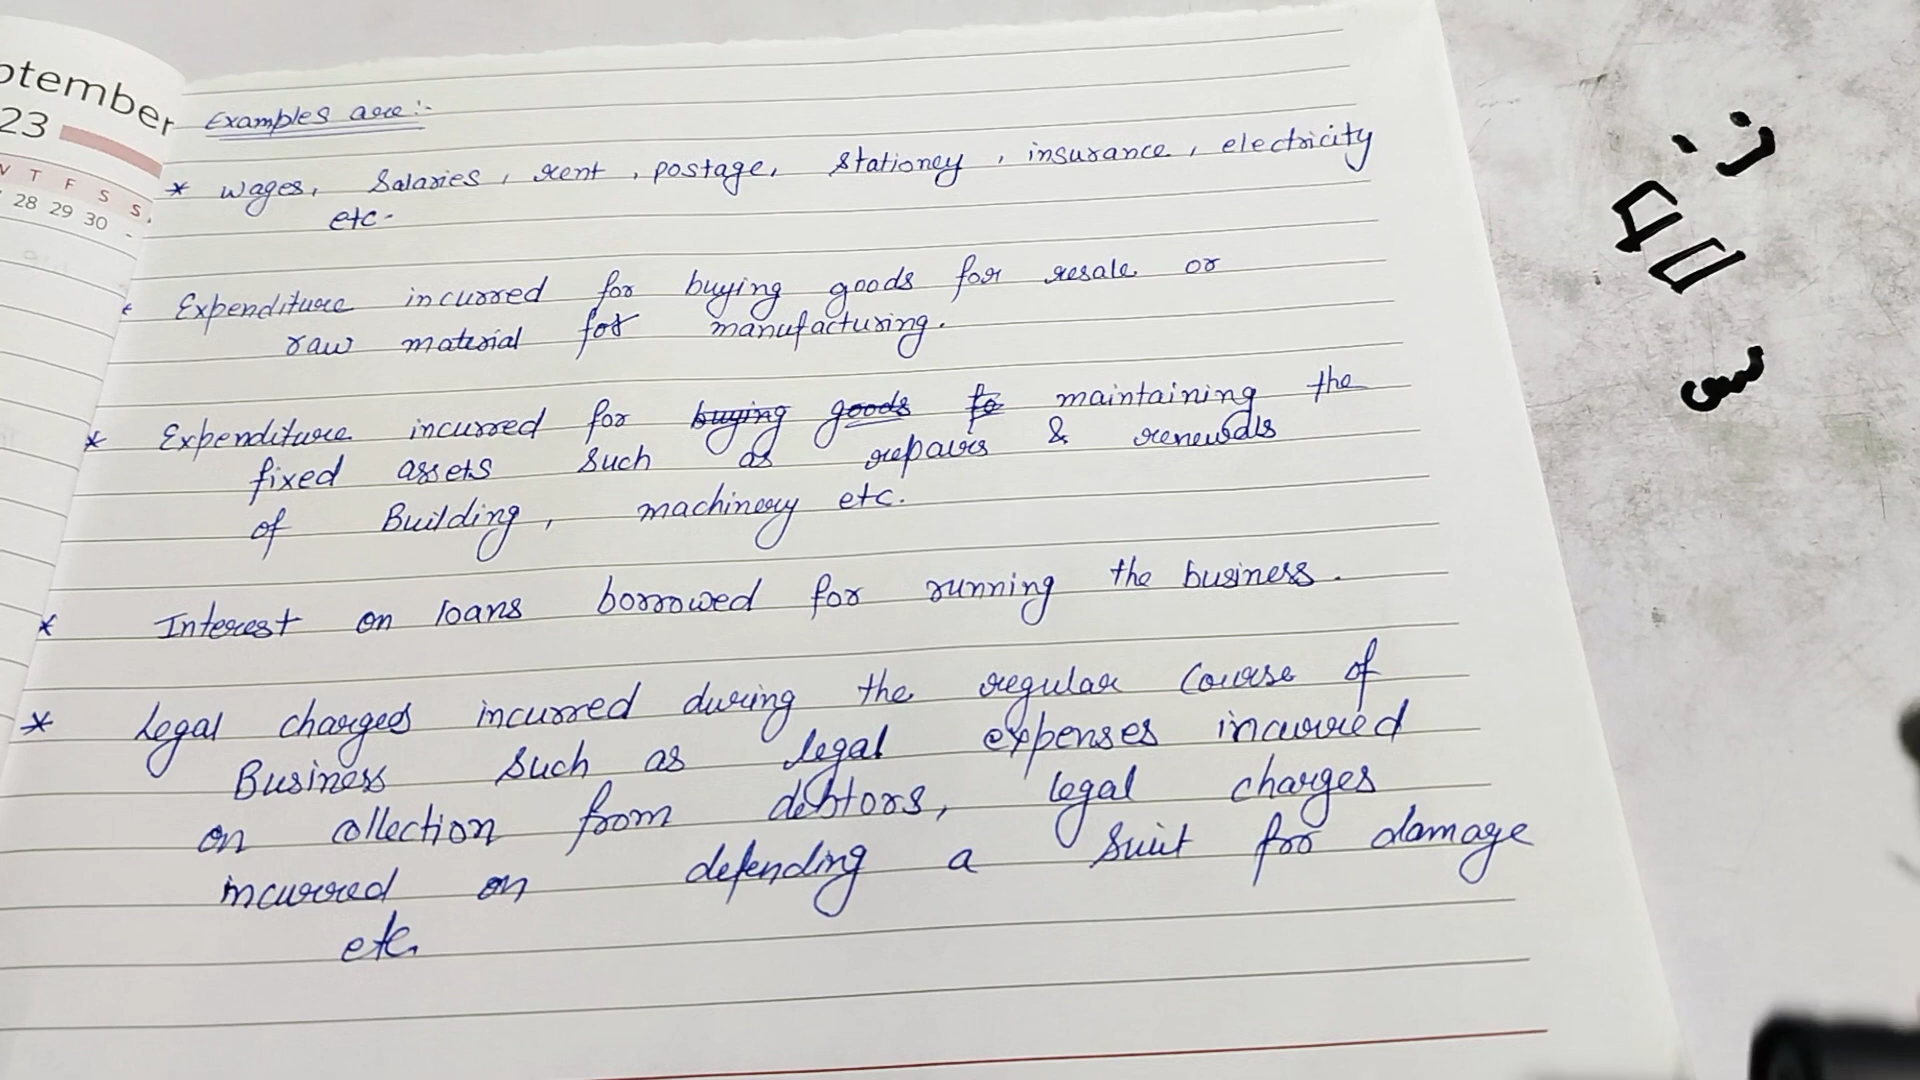 ptember
23
T F S S
28 29 30
Examples are :-
* wages, Salaries, rent, postage, Stationey, insurance, electricity
etc-
* Expenditure incurred for buying goods for resale or
raw material for manufacturing.
* Expenditure incurred for buying goods to maintaining the
fixed assets such as repairs & renewals
of Building, machinery etc.
* Interest on loans borrowed for running the business.
* Legal charges incurred during the regular Course of
Business such as legal expenses incurred
on collection from debtors, legal charges
incurred on defending a Suit for damage
etc.